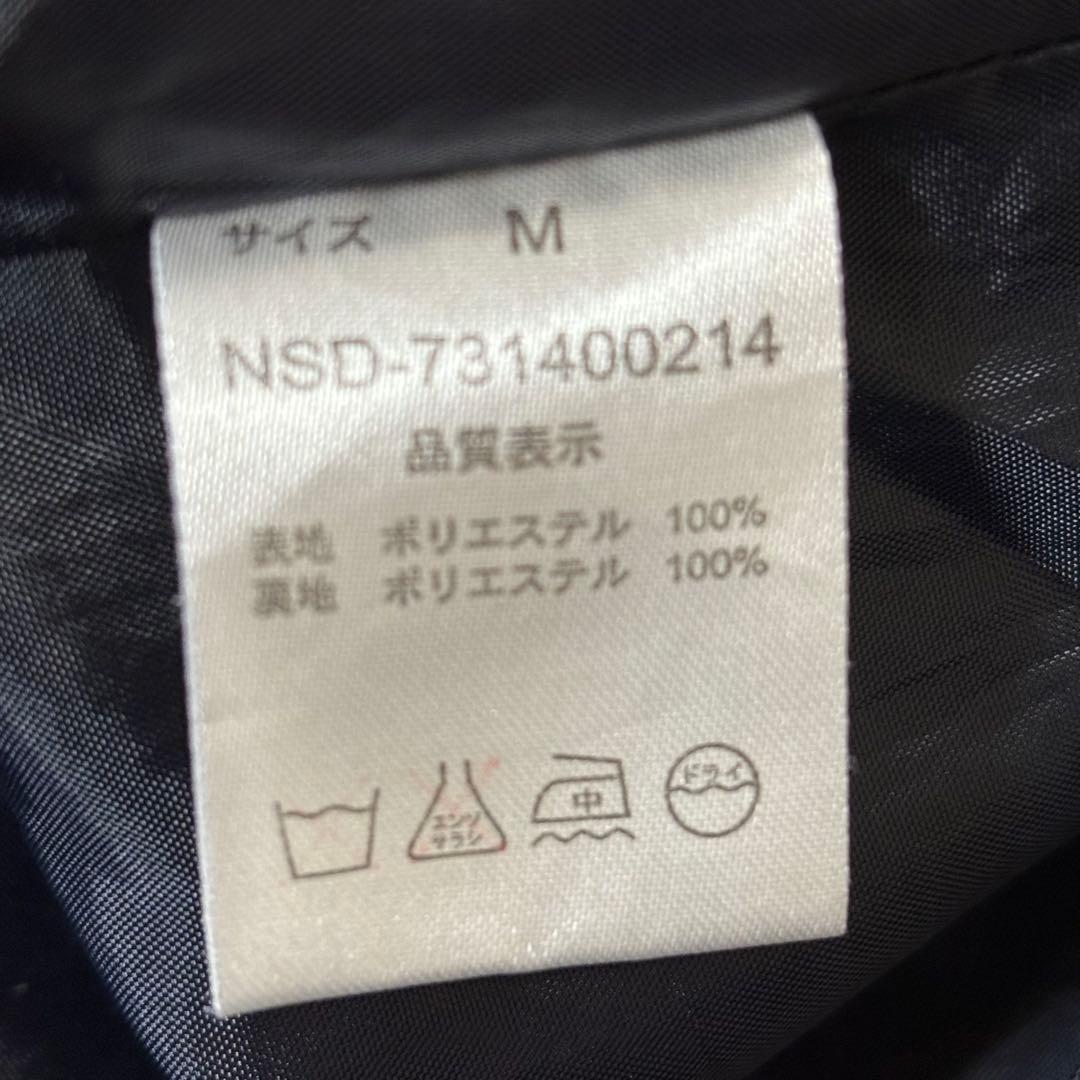 サイズ M
NSD-731400214
品質表示
表地 ポリエステル 100%
裏地 ポリエステル 100%
エンソ
サラシ
中
ドライ